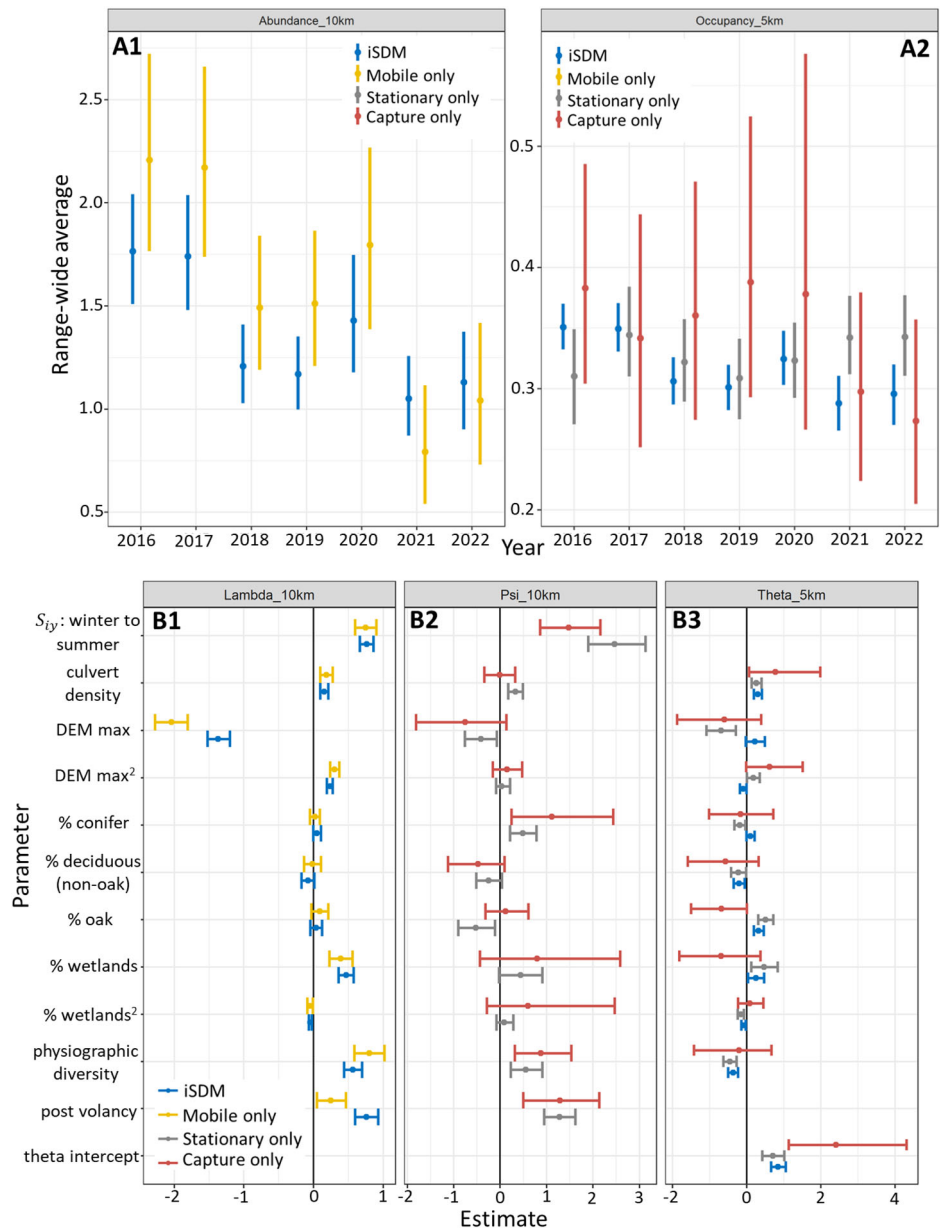 Abundance_10km
Occupancy_5km
A1
A2
iSDM
Mobile only
Stationary only
Capture only
iSDM
Mobile only
Stationary only
Capture only
Range-wide average
2.5
2.0
1.5
1.0
0.5
0.5
0.4
0.3
0.2
2016 2017 2018 2019 2020 2021 2022
2016 2017 2018 2019 2020 2021 2022
Year
Lambda_10km
Psi_10km
Theta_5km
B1
B2
B3
Parameter
S_{iy}: winter to
summer
culvert
density
DEM max
DEM max²
% conifer
% deciduous
(non-oak)
% oak
% wetlands
% wetlands²
physiographic
diversity
post volancy
theta intercept
iSDM
Mobile only
Stationary only
Capture only
-2 -1 0 1
-2 -1 0 1 2 3
-2 0 2 4
Estimate